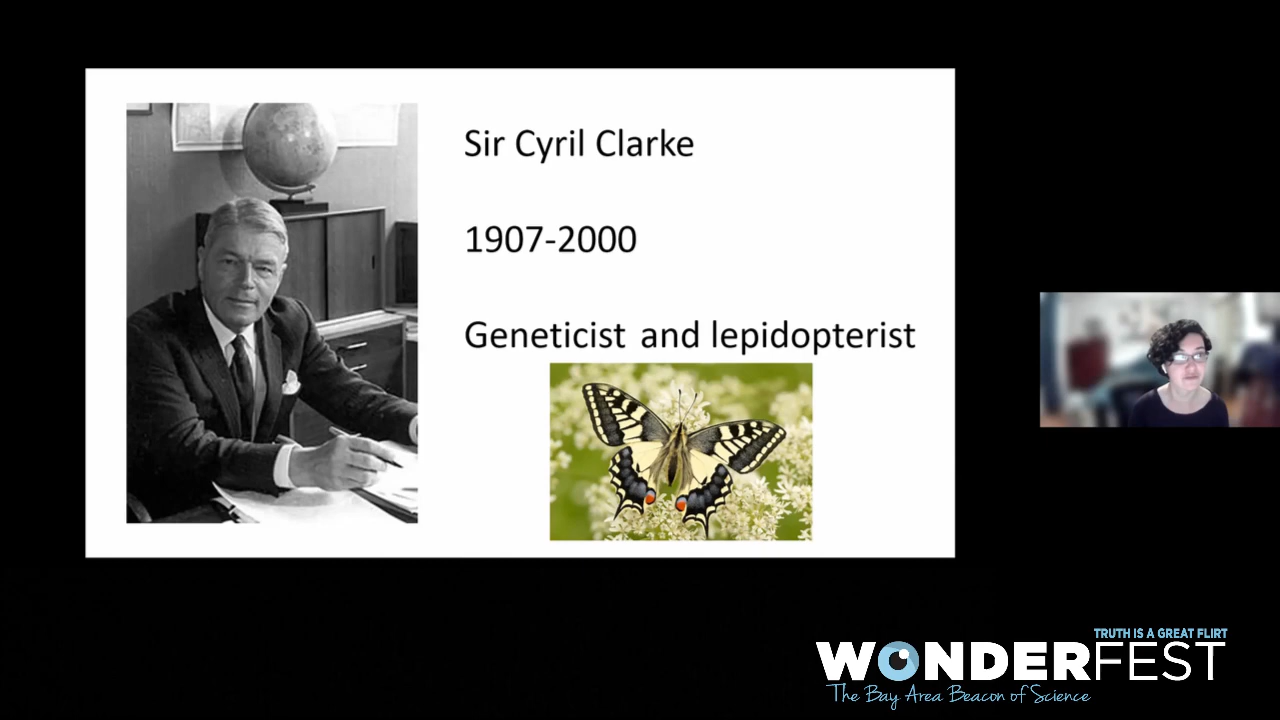 Sir Cyril Clarke
1907-2000
Geneticist and lepidopterist
TRUTH IS A GREAT FLIRT
WONDERFEST
The Bay Area Beacon of Science